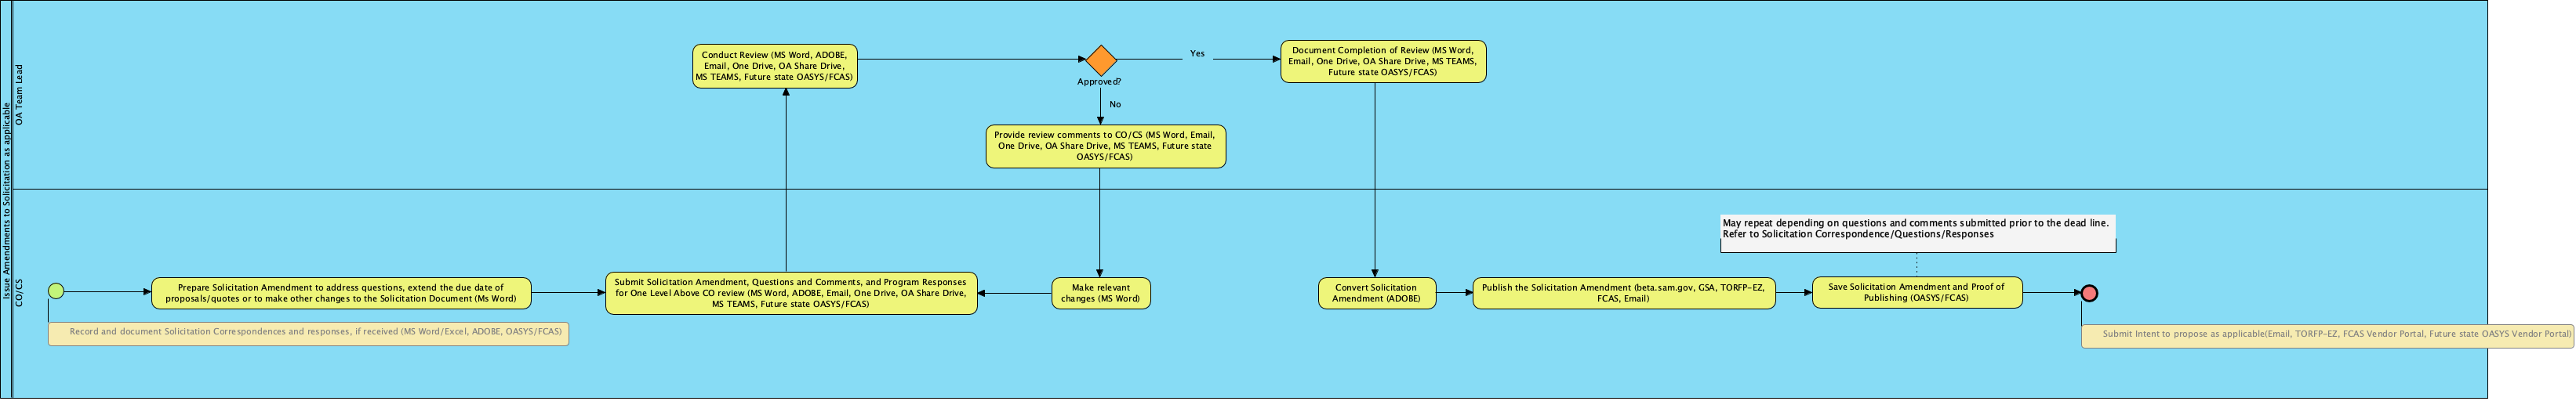 Issue Amendments to Solicitation as applicable
OA Team Lead
Conduct Review (MS Word, ADOBE,
Email, One Drive, OA Share Drive,
MS TEAMS, Future state OASYS/FCAS)
Approved?
Yes
No
Document Completion of Review (MS Word,
Email, One Drive, OA Share Drive, MS TEAMS,
Future state OASYS/FCAS)
Provide review comments to CO/CS (MS Word, Email,
One Drive, OA Share Drive, MS TEAMS, Future state
OASYS/FCAS)
CO/CS
Prepare Solicitation Amendment to address questions, extend the due date of
proposals/quotes or to make other changes to the Solicitation Document (Ms Word)
Record and document Solicitation Correspondences and responses, if received (MS Word/Excel, ADOBE, OASYS/FCAS)
Submit Solicitation Amendment, Questions and Comments, and Program Responses
for One Level Above CO review (MS Word, ADOBE, Email, One Drive, OA Share Drive,
MS TEAMS, Future state OASYS/FCAS)
Make relevant
changes (MS Word)
Convert Solicitation
Amendment (ADOBE)
Publish the Solicitation Amendment (beta.sam.gov, GSA, TORFP-EZ,
FCAS, Email)
May repeat depending on questions and comments submitted prior to the dead line.
Refer to Solicitation Correspondence/Questions/Responses
Save Solicitation Amendment and Proof of
Publishing (OASYS/FCAS)
Submit Intent to propose as applicable(Email, TORFP-EZ, FCAS Vendor Portal, Future state OASYS Vendor Portal)